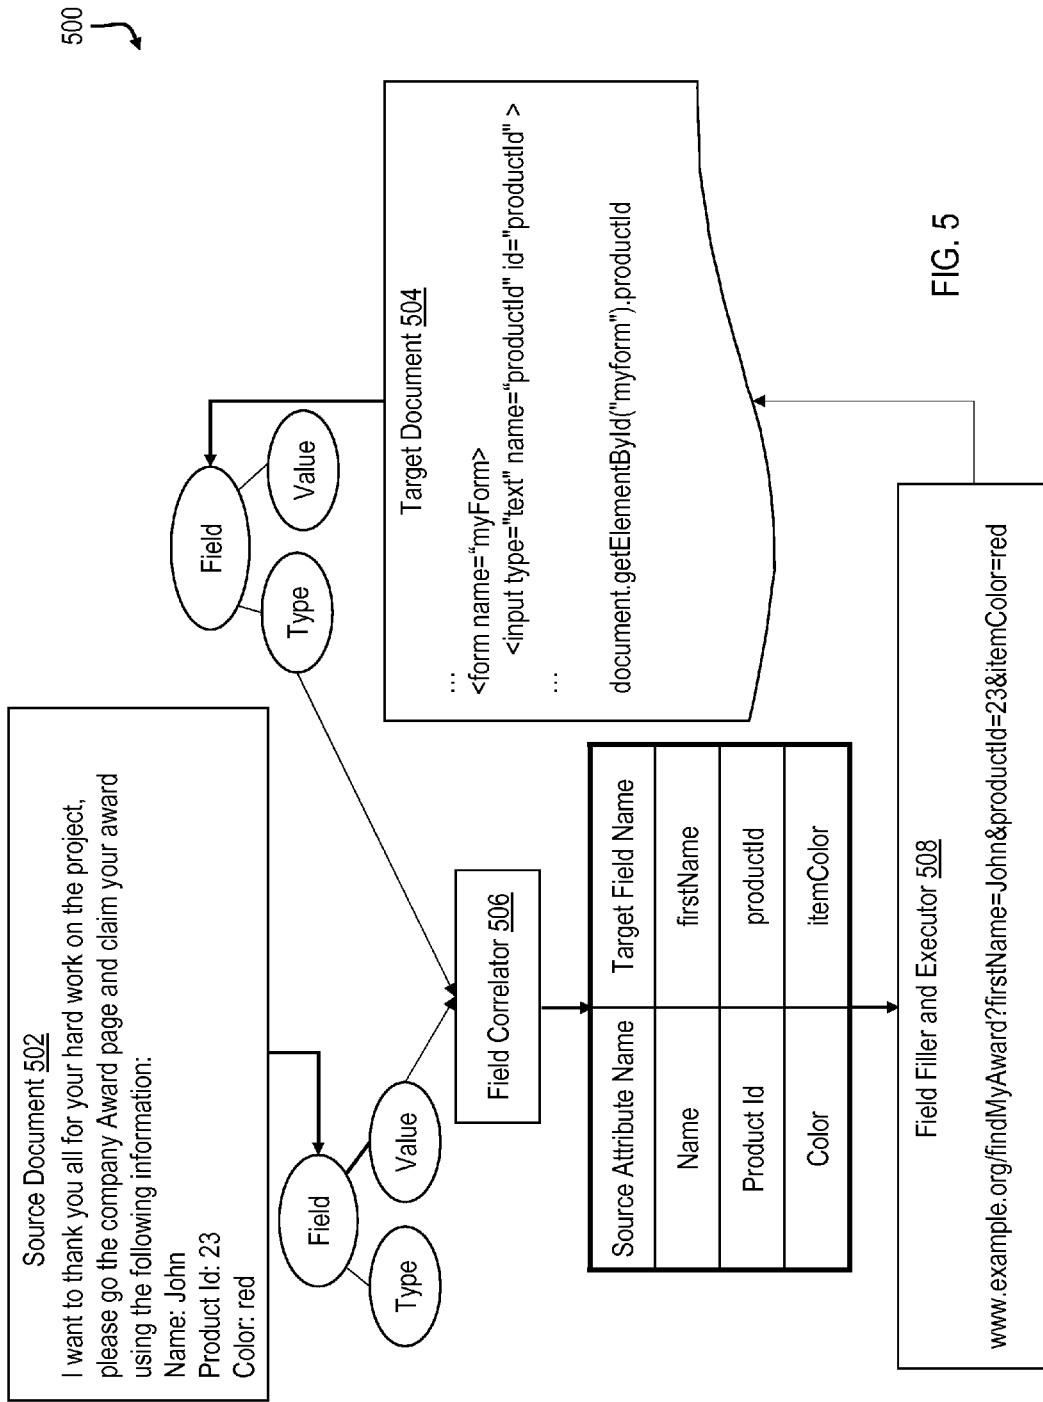 500
Source Document 502
I want to thank you all for your hard work on the project,
please go the company Award page and claim your award
using the following information:
Name: John
Product Id: 23
Color: red
Field
Type
Value
Field
Type
Value
Target Document 504
...
<form name="myForm>
<input type="text" name="productId" id="productId" >
...
document.getElementById("myform").productId
Field Correlator 506
Source Attribute Name Target Field Name
Name firstName
Product Id productId
Color itemColor
Field Filler and Executor 508
www.example.org/findMyAward?firstName=John&productId=23&itemColor=red
FIG. 5